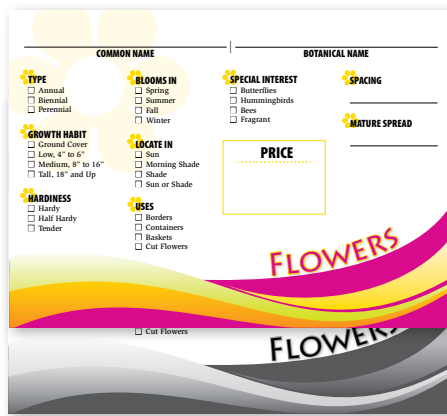 COMMON NAME
BOTANICAL NAME
TYPE
Annual
Biennial
Perennial
GROWTH HABIT
Ground Cover
Low, 4" to 6"
Medium, 8" to 16"
Tall, 18" and Up
HARDINESS
Hardy
Half Hardy
Tender
BLOOMS IN
Spring
Summer
Fall
Winter
LOCATE IN
Sun
Morning Shade
Shade
Sun or Shade
USES
Borders
Containers
Baskets
Cut Flowers
SPECIAL INTEREST
Butterflies
Hummingbirds
Bees
Fragrant
PRICE
SPACING
MATURE SPREAD
FLOWERS
Cut Flowers
FLOWERS